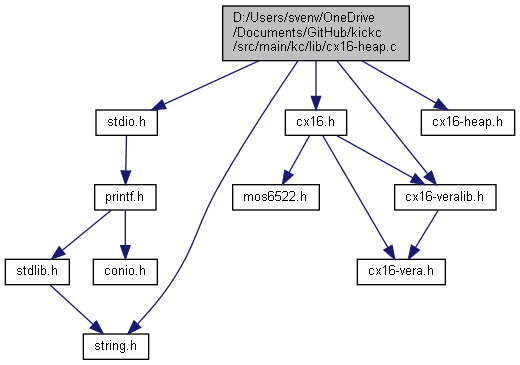 D:/Users/svenv/OneDrive
/Documents/GitHub/kickc
/src/main/kc/lib/cx16-heap.c
stdio.h
cx16.h
cx16-heap.h
printf.h
mos6522.h
cx16-veralib.h
stdlib.h
conio.h
cx16-vera.h
string.h